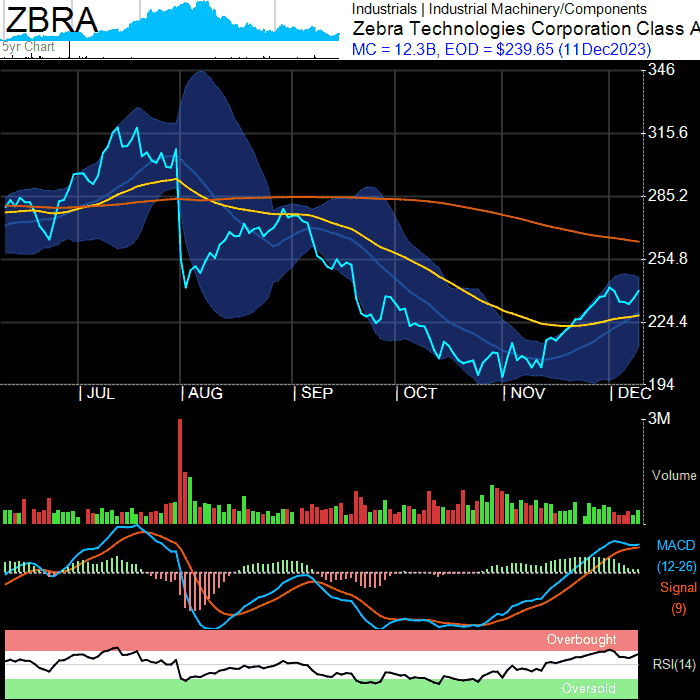 ZBRA
5yr Chart
Industrials | Industrial Machinery/Components
Zebra Technologies Corporation Class A
MC = 12.3B, EOD = $239.65 (11Dec2023)
346
315.6
285.2
254.8
224.4
194
| JUL | AUG | SEP | OCT | NOV | DEC
3M
Volume
MACD
(12-26)
Signal
(9)
Overbought
RSI(14)
Oversold